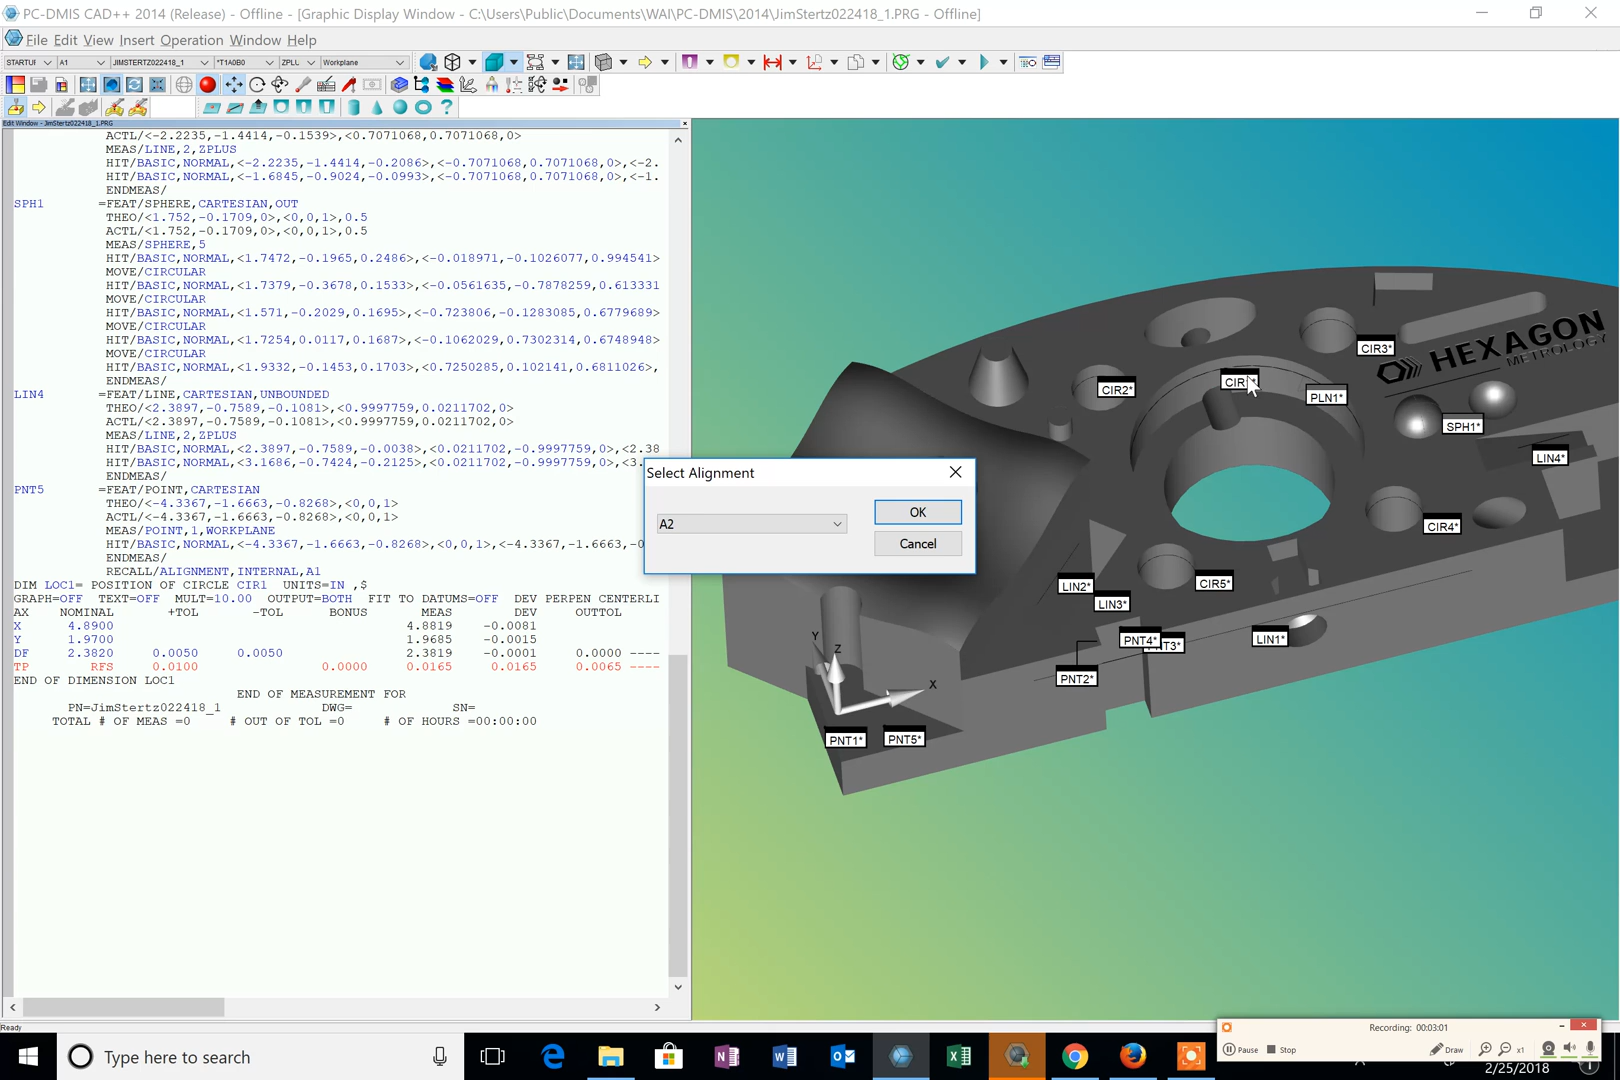 PC-DMIS CAD++ 2014 (Release) - Offline - [Graphic Display Window - C:\Users\Public\Documents\WAI\PC-DMIS\2014\JimStertz022418_1.PRG - Offline]
File Edit View Insert Operation Window Help
STARTUF A1 JIMSTERTZ022418_1 *T1A0B0 ZPLU Workplane
Edit Window - JimStertz022418_1.PRG
ACTL/<-2.2235,-1.4414,-0.1539>,<0.7071068,0.7071068,0>
MEAS/LINE,2,ZPLUS
HIT/BASIC,NORMAL,<-2.2235,-1.4414,-0.2086>,<-0.7071068,0.7071068,0>,<-2.
HIT/BASIC,NORMAL,<-1.6845,-0.9024,-0.0993>,<-0.7071068,0.7071068,0>,<-1.
ENDMEAS/
SPH1 =FEAT/SPHERE,CARTESIAN,OUT
THEO/<1.752,-0.1709,0>,<0,0,1>,0.5
ACTL/<1.752,-0.1709,0>,<0,0,1>,0.5
MEAS/SPHERE,5
HIT/BASIC,NORMAL,<1.7472,-0.1965,0.2486>,<-0.018971,-0.1026077,0.994541>
MOVE/CIRCULAR
HIT/BASIC,NORMAL,<1.7379,-0.3678,0.1533>,<-0.0561635,-0.7878259,0.613331
MOVE/CIRCULAR
HIT/BASIC,NORMAL,<1.571,-0.2029,0.1695>,<-0.723806,-0.1283085,0.6779689>
MOVE/CIRCULAR
HIT/BASIC,NORMAL,<1.7254,0.0117,0.1687>,<-0.1062029,0.7302314,0.6748948>
MOVE/CIRCULAR
HIT/BASIC,NORMAL,<1.9332,-0.1453,0.1703>,<0.7250285,0.102141,0.6811026>,
ENDMEAS/
LIN4 =FEAT/LINE,CARTESIAN,UNBOUNDED
THEO/<2.3897,-0.7589,-0.1081>,<0.9997759,0.0211702,0>
ACTL/<2.3897,-0.7589,-0.1081>,<0.9997759,0.0211702,0>
MEAS/LINE,2,ZPLUS
HIT/BASIC,NORMAL,<2.3897,-0.7589,-0.0038>,<0.0211702,-0.9997759,0>,<2.38
HIT/BASIC,NORMAL,<3.1686,-0.7424,-0.2125>,<0.0211702,-0.9997759,0>,<3.
ENDMEAS/
PNT5 =FEAT/POINT,CARTESIAN
THEO/<-4.3367,-1.6663,-0.8268>,<0,0,1>
ACTL/<-4.3367,-1.6663,-0.8268>,<0,0,1>
MEAS/POINT,1,WORKPLANE
HIT/BASIC,NORMAL,<-4.3367,-1.6663,-0.8268>,<0,0,1>,<-4.3367,-1.6663,-0
ENDMEAS/
RECALL/ALIGNMENT,INTERNAL,A1
DIM LOC1= POSITION OF CIRCLE CIR1 UNITS=IN ,$
GRAPH=OFF TEXT=OFF MULT=10.00 OUTPUT=BOTH FIT TO DATUMS=OFF DEV PERPEN CENTERLI
AX NOMINAL +TOL -TOL BONUS MEAS DEV OUTTOL
X 4.8900 4.8819 -0.0081
Y 1.9700 1.9685 -0.0015
DF 2.3820 0.0050 0.0050 2.3819 -0.0001 0.0000 ----
TP RFS 0.0100 0.0000 0.0165 0.0165 0.0065 ----
END OF DIMENSION LOC1
END OF MEASUREMENT FOR
PN=JimStertz022418_1 DWG= SN=
TOTAL # OF MEAS =0 # OUT OF TOL =0 # OF HOURS =00:00:00
Select Alignment
A2
OK
Cancel
HEXAGON
METROLOGY
CIR3*
CIR2*
CIR
PLN1*
SPH1*
LIN4*
CIR4*
LIN2*
CIR5*
LIN3*
PNT4*
T3*
LIN1*
PNT2*
Y
Z
X
PNT1*
PNT5*
Ready
Recording: 00:03:01
Pause Stop Draw x1
Type here to search
2/25/2018
1